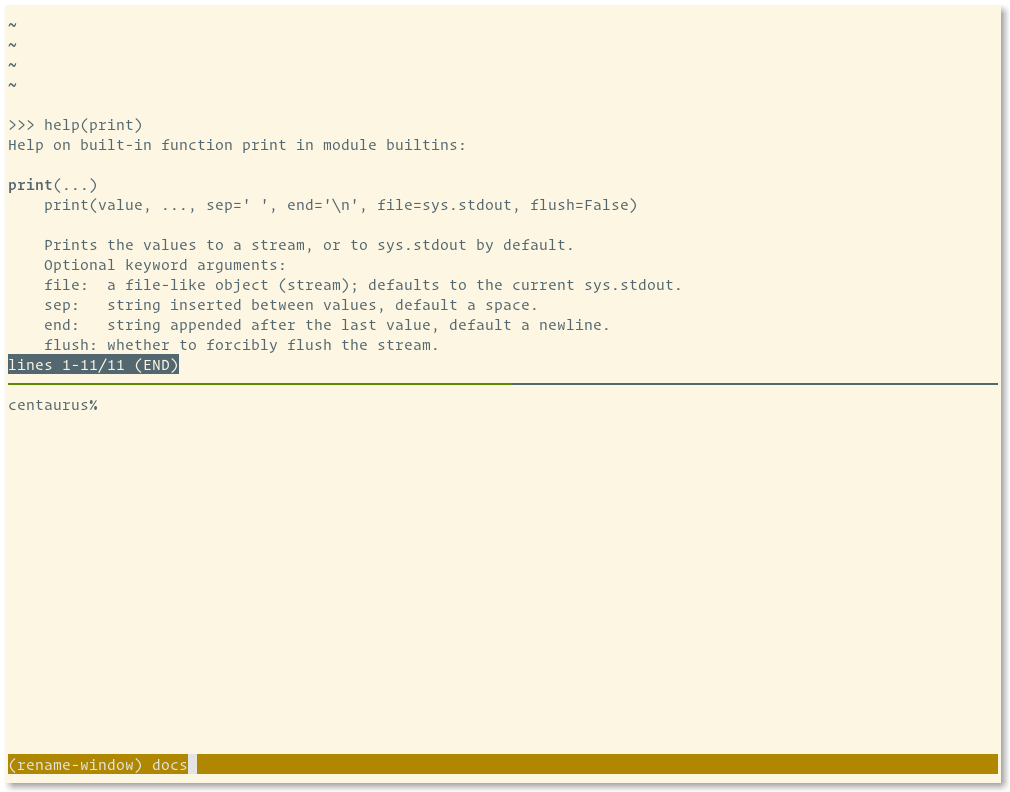 ~
~
~
~
>>> help(print)
Help on built-in function print in module builtins:
print(...)
    print(value, ..., sep=' ', end='\n', file=sys.stdout, flush=False)
    Prints the values to a stream, or to sys.stdout by default.
    Optional keyword arguments:
    file:  a file-like object (stream); defaults to the current sys.stdout.
    sep:   string inserted between values, default a space.
    end:   string appended after the last value, default a newline.
    flush: whether to forcibly flush the stream.
lines 1-11/11 (END)
centaurus%
(rename-window) docs